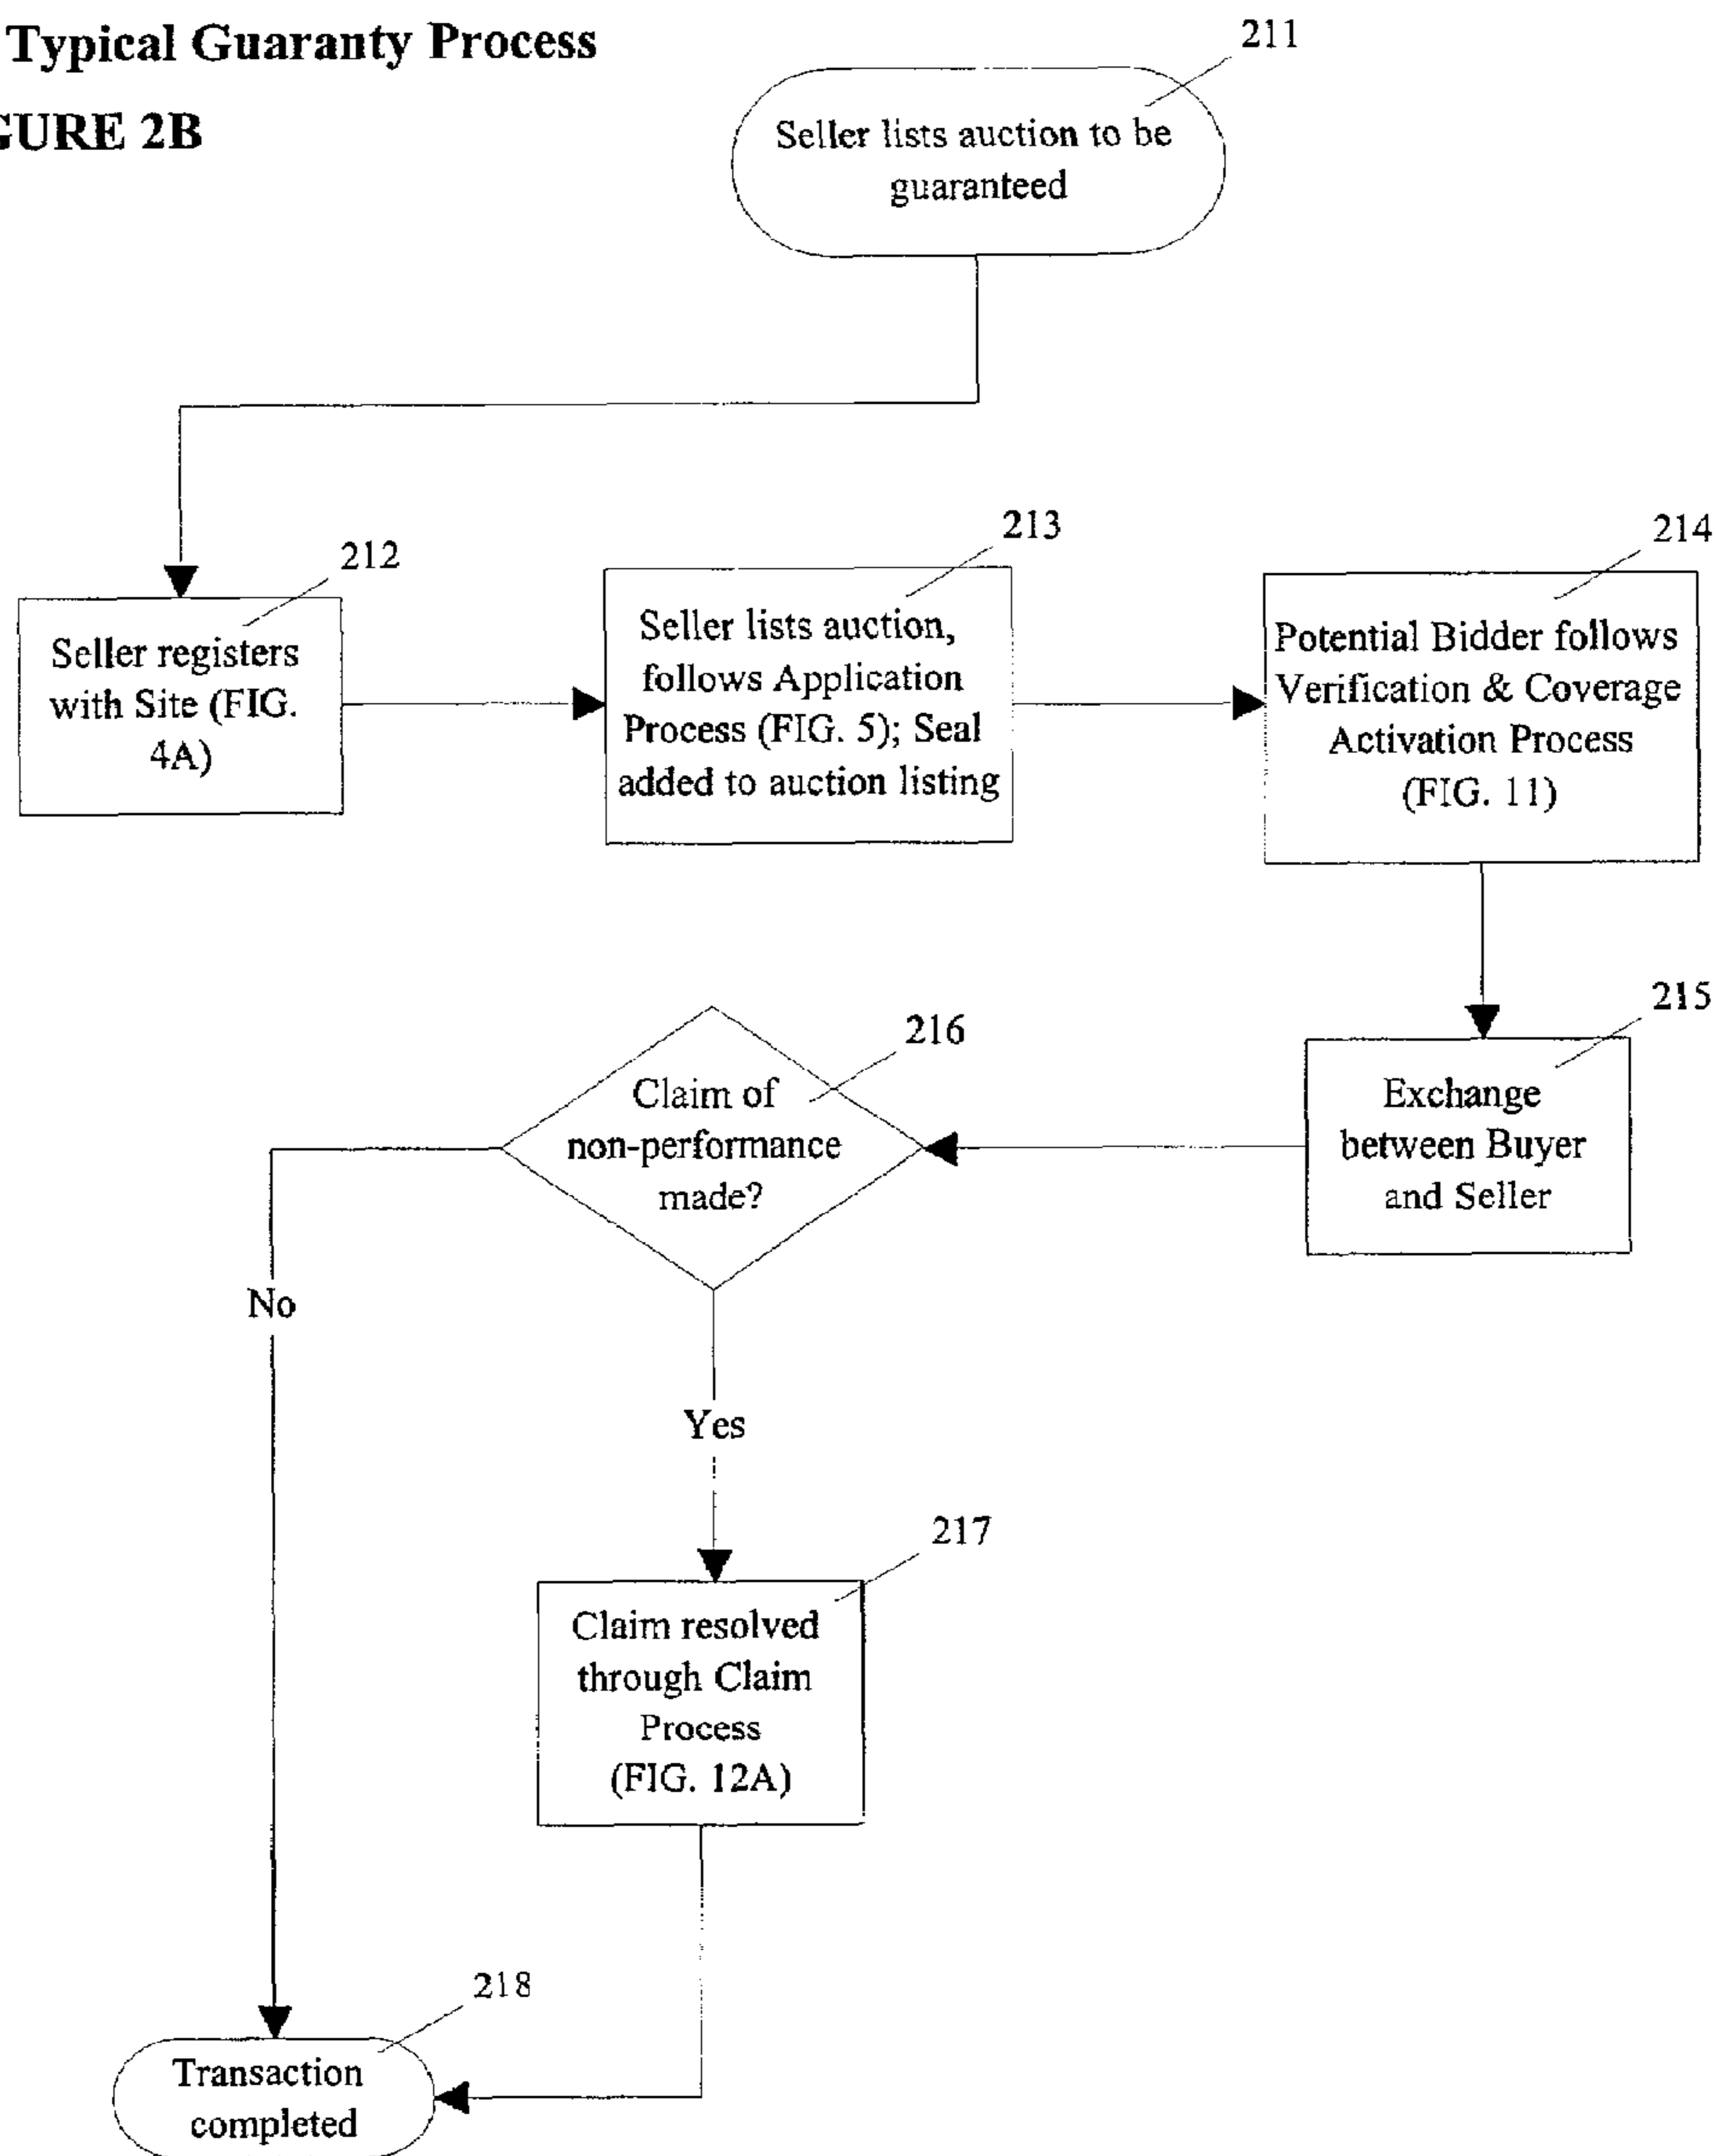 Typical Guaranty Process
GURE 2B
211
Seller lists auction to be
guaranteed
212
Seller registers
with Site (FIG.
4A)
213
Seller lists auction,
follows Application
Process (FIG. 5); Seal
added to auction listing
214
Potential Bidder follows
Verification & Coverage
Activation Process
(FIG. 11)
215
Exchange
between Buyer
and Seller
216
Claim of
non-performance
made?
No
Yes
217
Claim resolved
through Claim
Process
(FIG. 12A)
218
Transaction
completed